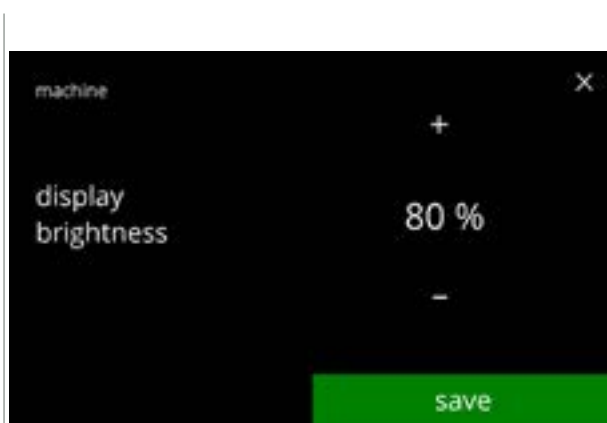 machine
×
+
display
brightness
80 %
-
save